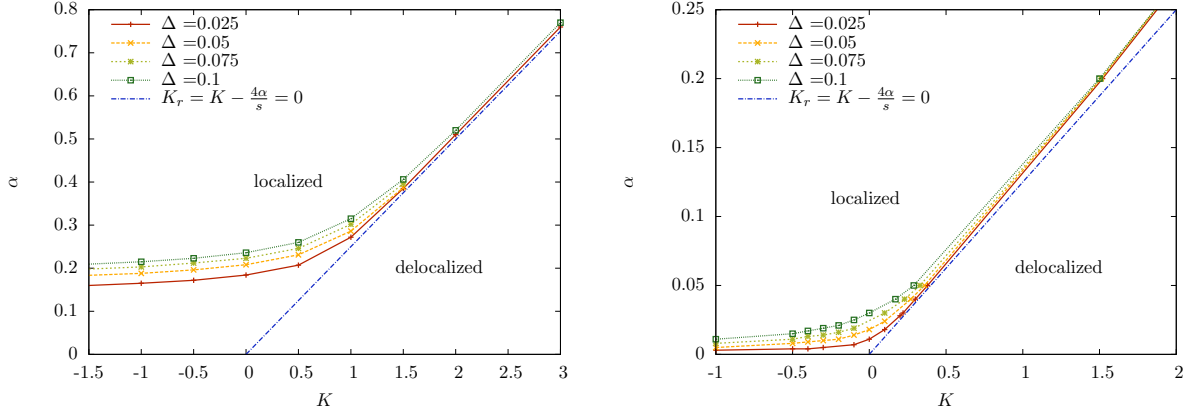 0.8
0.7
0.6
0.5
0.4
0.3
0.2
0.1
0
α
Δ =0.025
Δ =0.05
Δ =0.075
Δ =0.1
K_r = K − 4α/s = 0
localized
delocalized
-1.5 -1 -0.5 0 0.5 1 1.5 2 2.5 3
K
0.25
0.2
0.15
0.1
0.05
0
α
Δ =0.025
Δ =0.05
Δ =0.075
Δ =0.1
K_r = K − 4α/s = 0
localized
delocalized
-1 -0.5 0 0.5 1 1.5 2
K